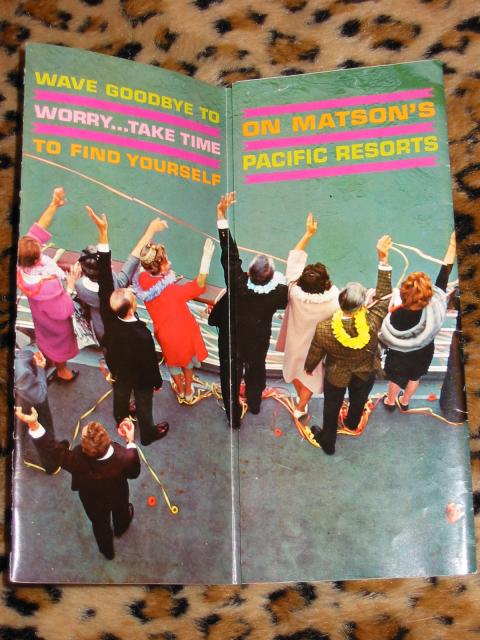 WAVE GOODBYE TO
WORRY...TAKE TIME
TO FIND YOURSELF
ON MATSON'S
PACIFIC RESORTS